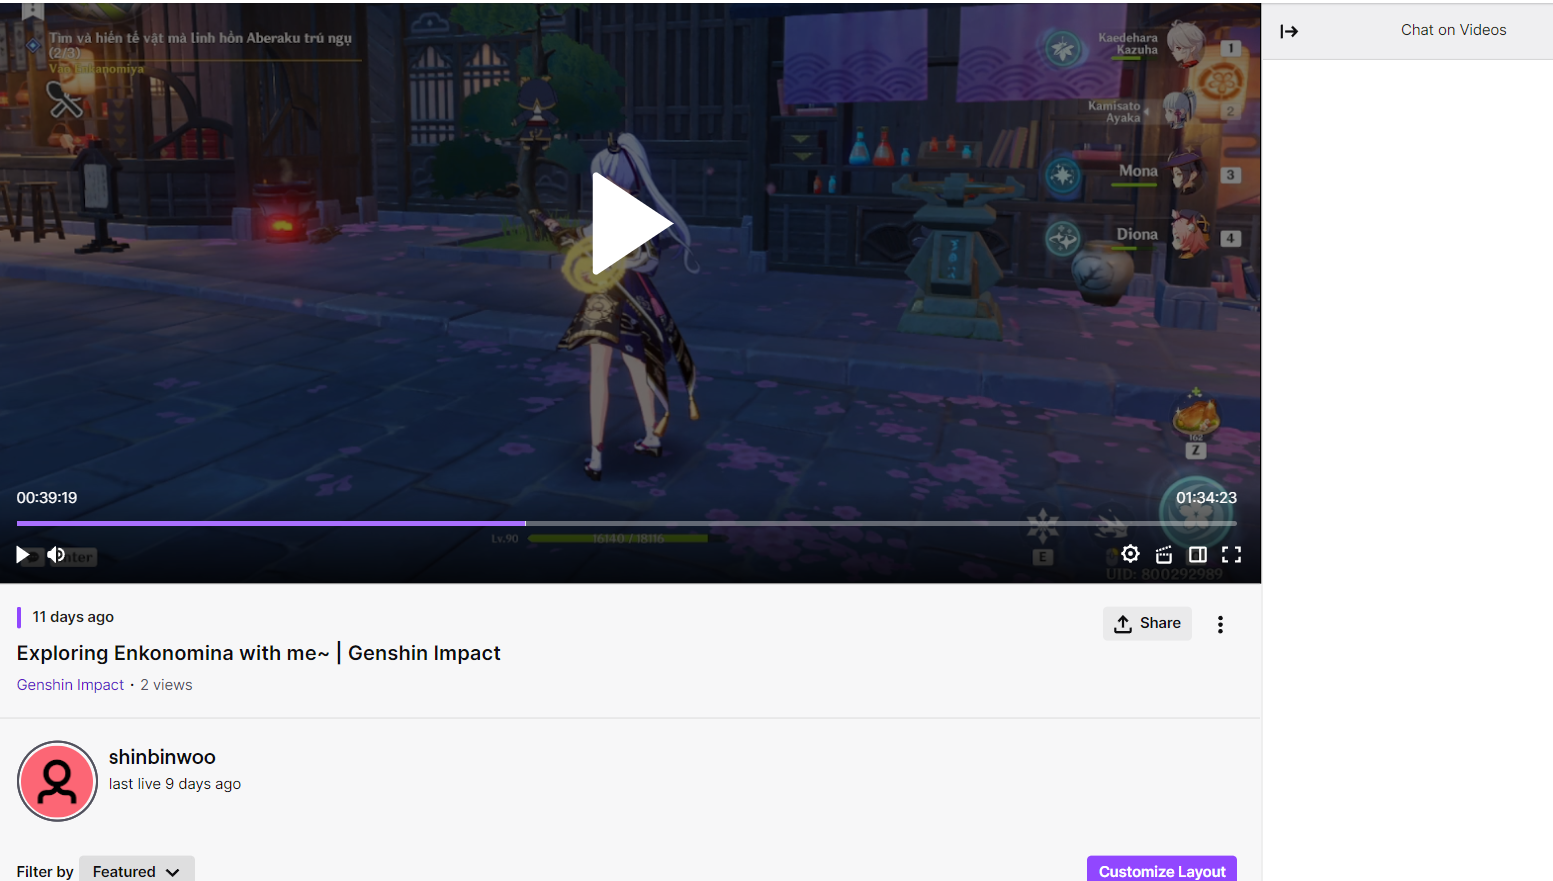 Tìm và hiến tế vật mà linh hồn Aberaku trú ngụ
(2/3)
Kaedehara
Kazuha
1
Kamisato
Ayaka
2
Mona
3
Diona
4
162
Z
00:39:19
01:34:23
Lv.90
16140 / 18116
E
UID: 800292989
Chat on Videos
11 days ago
Share
Exploring Enkonomina with me~ | Genshin Impact
Genshin Impact · 2 views
shinbinwoo
last live 9 days ago
Filter by Featured
Customize Layout